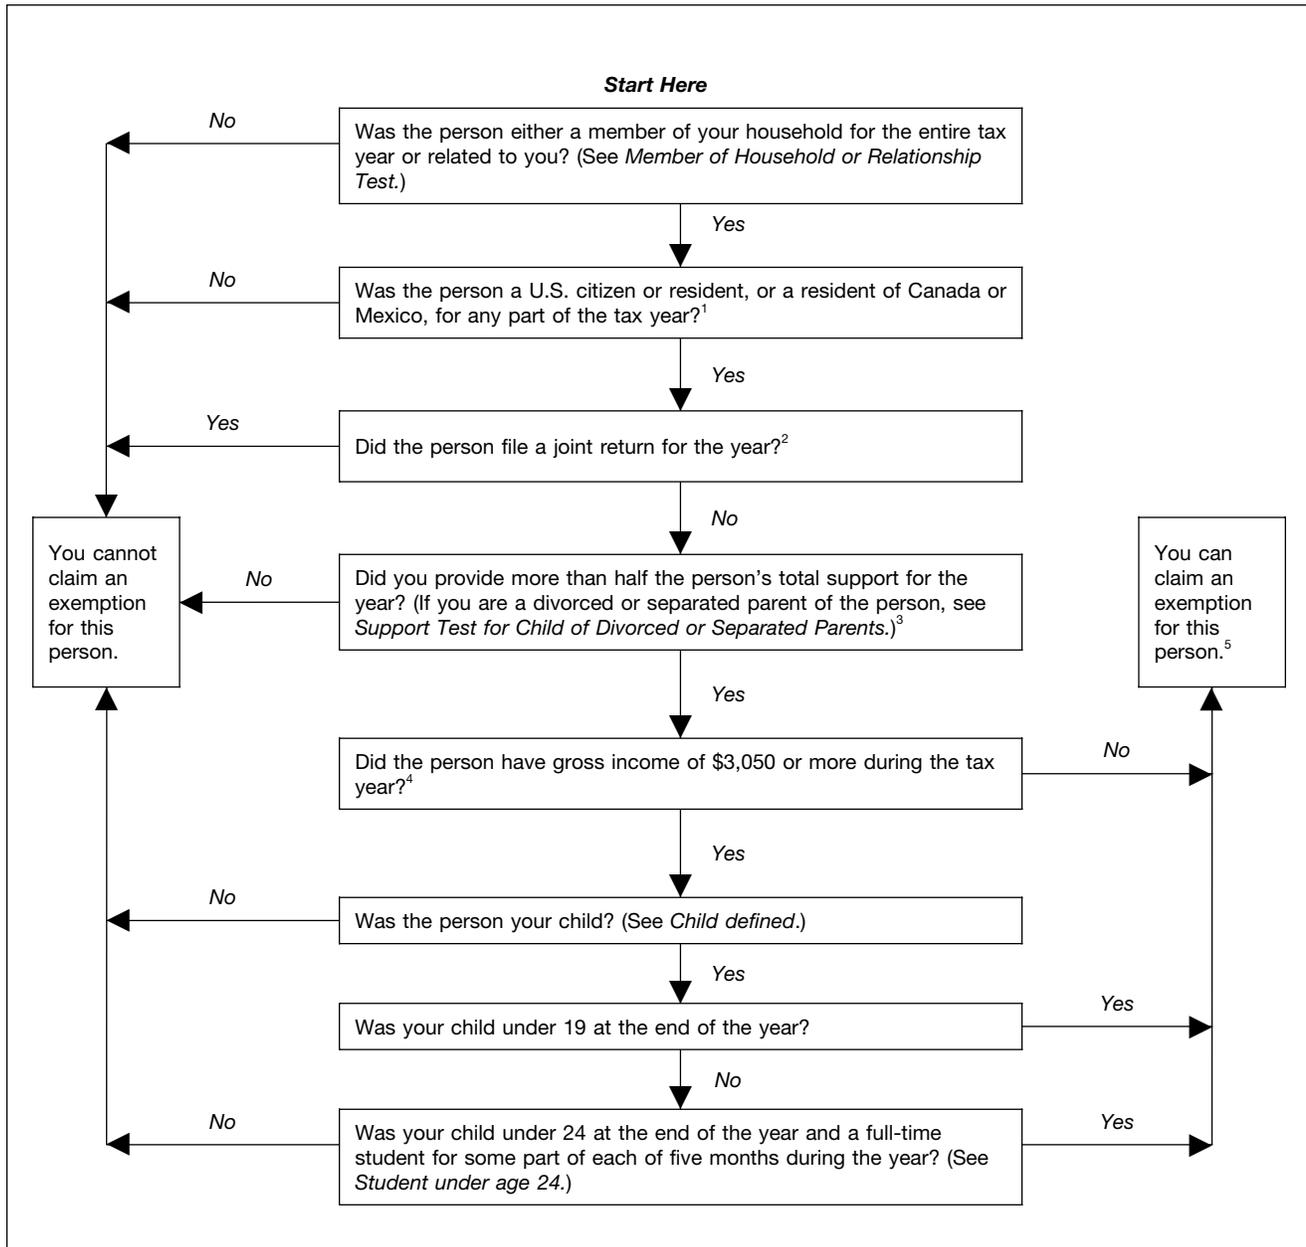 Start Here
No
Was the person either a member of your household for the entire tax
year or related to you? (See Member of Household or Relationship
Test.)
Yes
No
Was the person a U.S. citizen or resident, or a resident of Canada or
Mexico, for any part of the tax year?1
Yes
Yes
Did the person file a joint return for the year?2
No
You cannot
claim an
exemption
for this
person.
No
Did you provide more than half the person's total support for the
year? (If you are a divorced or separated parent of the person, see
Support Test for Child of Divorced or Separated Parents.)3
You can
claim an
exemption
for this
person.5
Yes
Did the person have gross income of $3,050 or more during the tax
year?4
No
Yes
No
Was the person your child? (See Child defined.)
Yes
Was your child under 19 at the end of the year?
Yes
No
No
Was your child under 24 at the end of the year and a full-time
student for some part of each of five months during the year? (See
Student under age 24.)
Yes